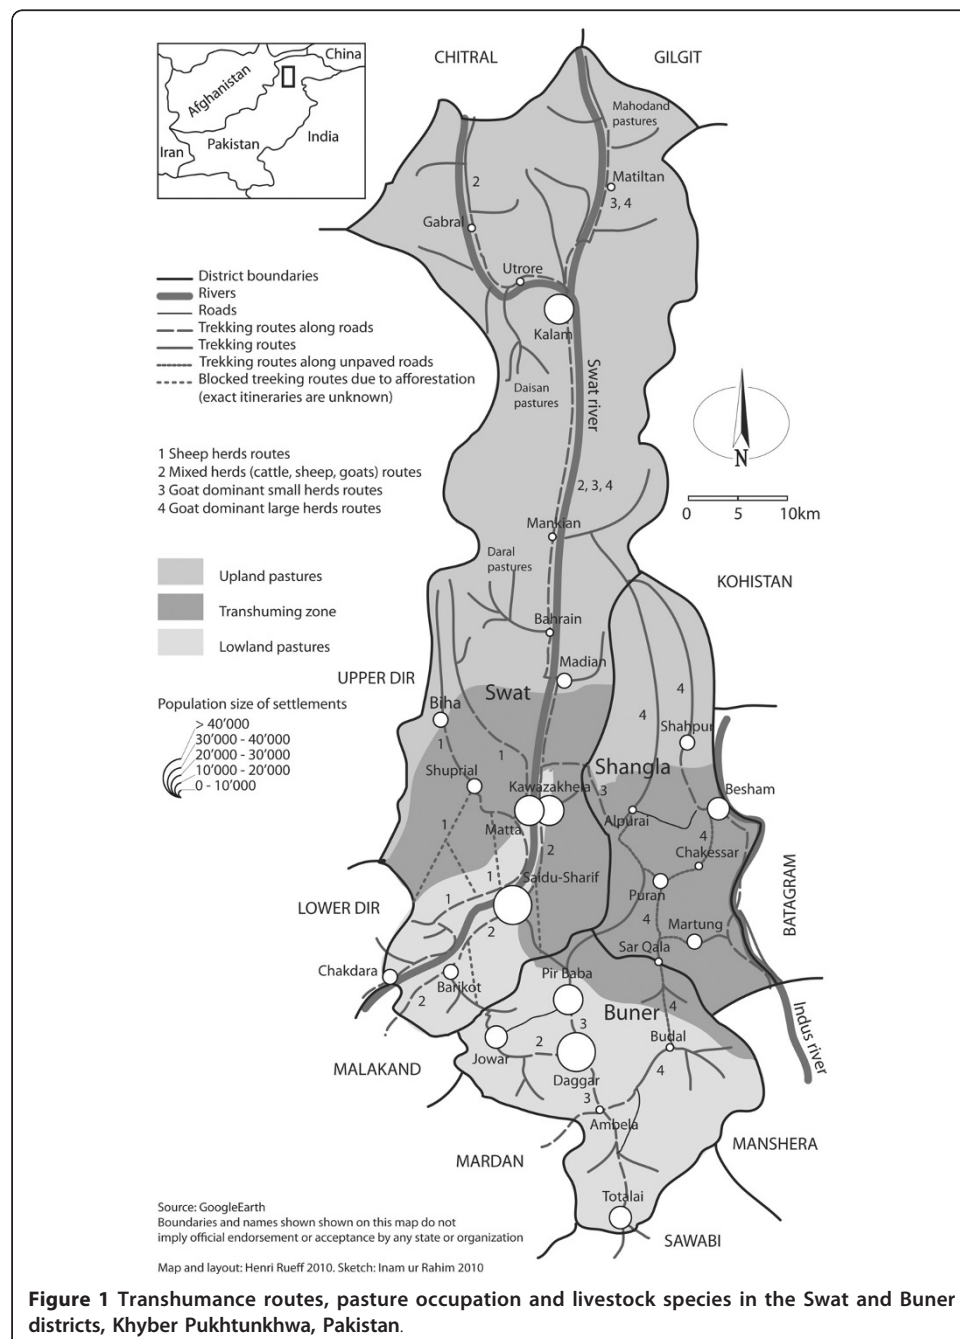 CHITRAL
GILGIT
China
Afghanistan
Iran
Pakistan
India
Mahodand
pastures
2
Matiltan
3, 4
Gabral
Utrore
Kalam
District boundaries
Rivers
Roads
Trekking routes along roads
Trekking routes
Trekking routes along unpaved roads
Blocked treeking routes due to afforestation
(exact itineraries are unknown)
Daisan
pastures
Swat river
N
0 5 10km
1 Sheep herds routes
2 Mixed herds (cattle, sheep, goats) routes
3 Goat dominant small herds routes
4 Goat dominant large herds routes
2, 3, 4
Mankian
Daral
pastures
KOHISTAN
Upland pastures
Transhuming zone
Lowland pastures
Bahrain
Madian
UPPER DIR
Swat
4
4
Biha
Shahpur
Population size of settlements
> 40'000
30'000 - 40'000
20'000 - 30'000
10'000 - 20'000
0 - 10'000
1
1
Shuprial
Shangla
Kawazakhela
3
Besham
Matta
Alpurai
1
2
4
Chakessar
1
Saidu-Sharif
Puran
BATAGRAM
LOWER DIR
1
2
4
Martung
Sar Qala
Chakdara
Barikot
Pir Baba
2
Buner
4
Indus river
3
Budal
MALAKAND
Jowar
2
Daggar
4
3
Ambela
MARDAN
MANSHERA
Totalai
SAWABI
Source: GoogleEarth
Boundaries and names shown shown on this map do not
imply official endorsement or acceptance by any state or organization
Map and layout: Henri Rueff 2010. Sketch: Inam ur Rahim 2010
Figure 1 Transhumance routes, pasture occupation and livestock species in the Swat and Buner
districts, Khyber Pukhtunkhwa, Pakistan.